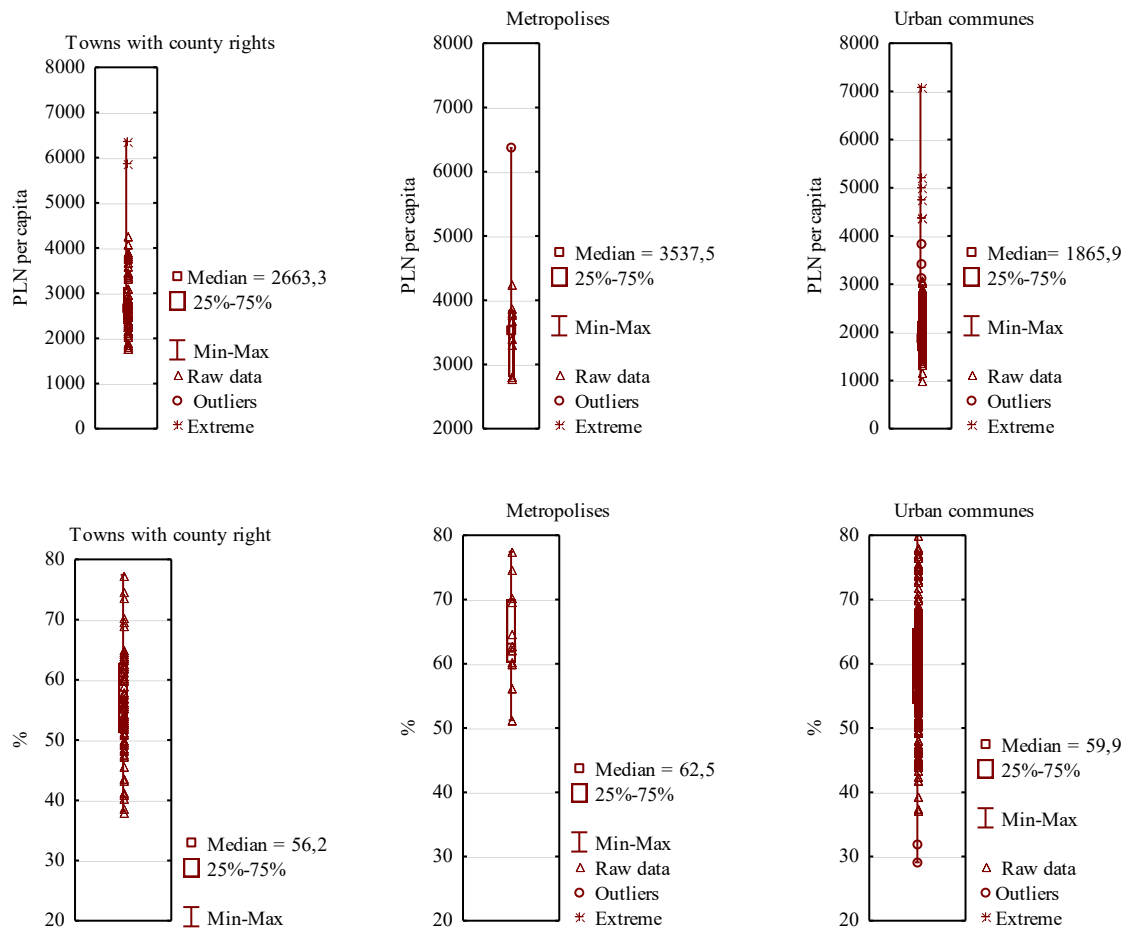 Towns with county rights
8000
7000
6000
5000
4000
3000
2000
1000
0
PLN per capita
Median = 2663,3
25%-75%
Min-Max
Raw data
Outliers
Extreme
Metropolises
8000
7000
6000
5000
4000
3000
2000
PLN per capita
Median = 3537,5
25%-75%
Min-Max
Raw data
Outliers
Extreme
Urban communes
8000
7000
6000
5000
4000
3000
2000
1000
0
PLN per capita
Median= 1865,9
25%-75%
Min-Max
Raw data
Outliers
Extreme
Towns with county right
80
70
60
50
40
30
20
%
Median = 56,2
25%-75%
Min-Max
Metropolises
80
70
60
50
40
30
20
%
Median = 62,5
25%-75%
Min-Max
Raw data
Outliers
Extreme
Urban communes
80
70
60
50
40
30
20
%
Median = 59,9
25%-75%
Min-Max
Raw data
Outliers
Extreme